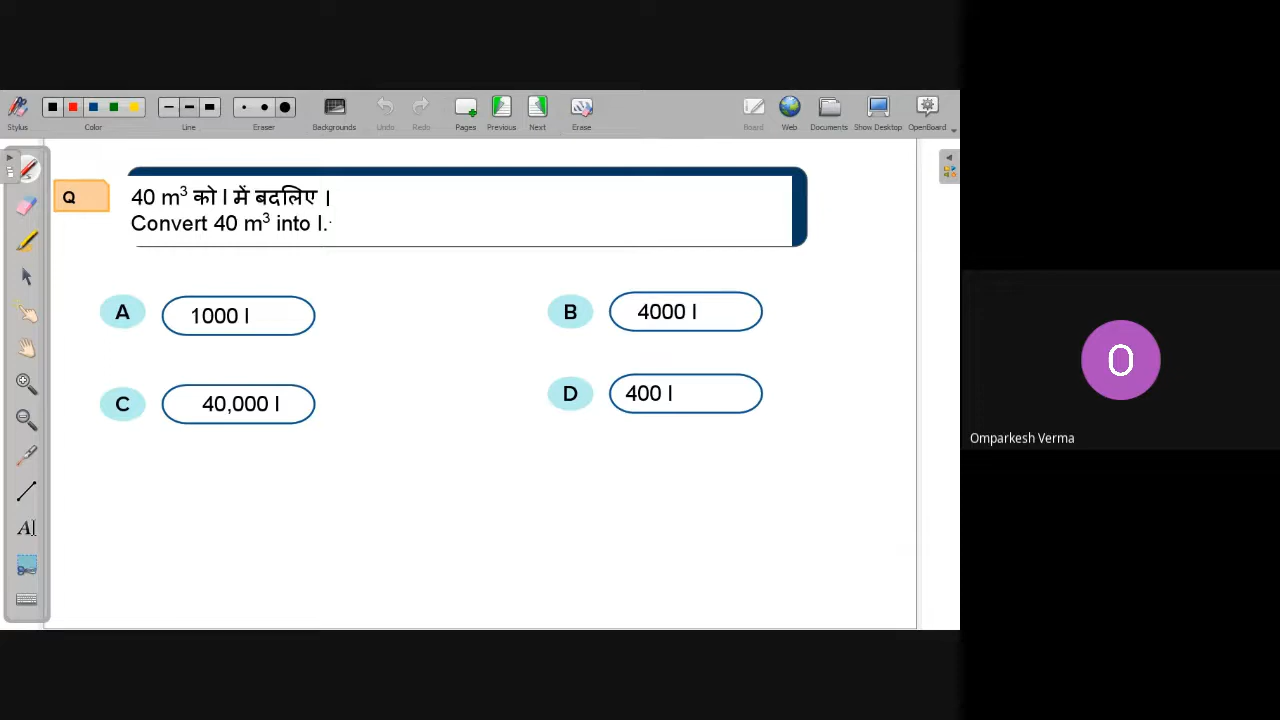 Stylus
Color
Line
Eraser
Backgrounds
Undo
Redo
Pages
Previous
Next
Erase
Board
Web
Documents
Show Desktop
OpenBoard
Q
40 m³ को l में बदलिए ।
Convert 40 m³ into l.
A
1000 l
B
4000 l
C
40,000 l
D
400 l
AI
O
Omparkesh Verma